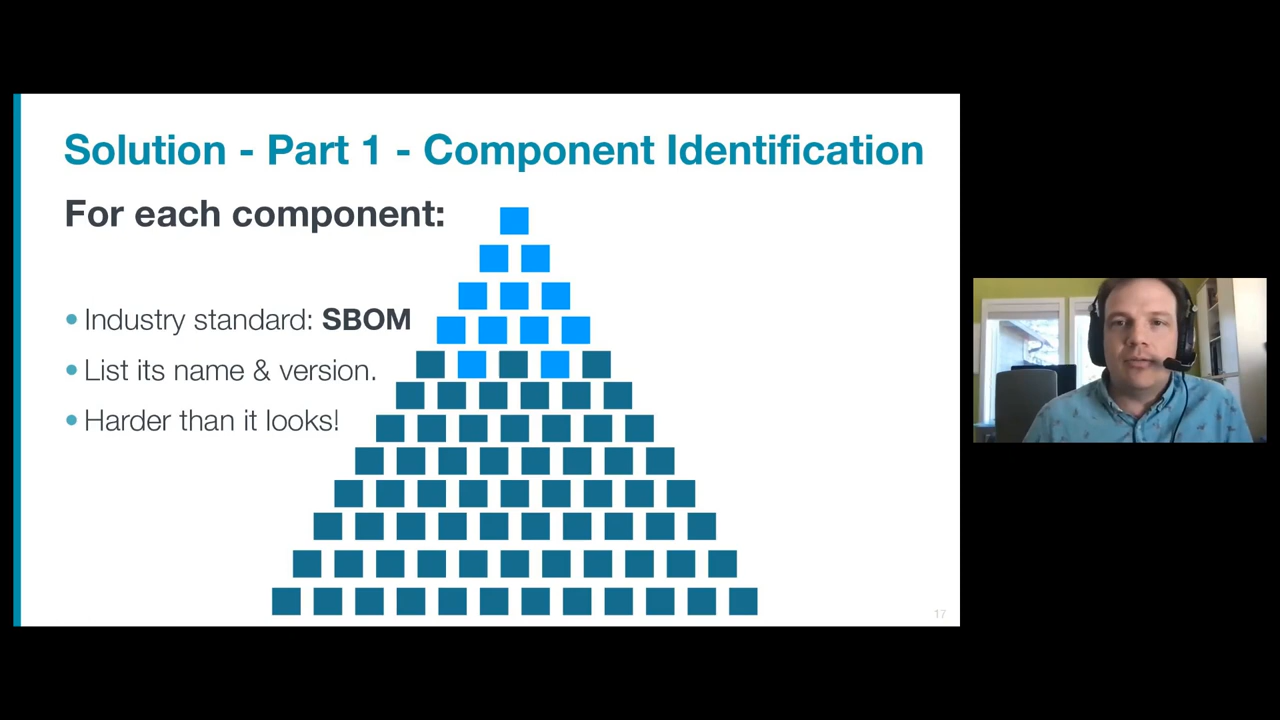 Solution - Part 1 - Component Identification
For each component:
• Industry standard: SBOM
• List its name & version.
• Harder than it looks!
17